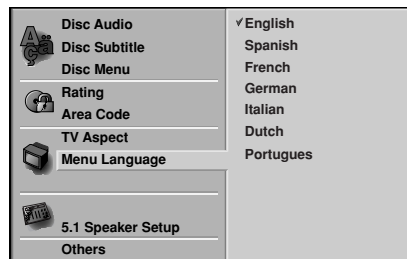 Disc Audio
Disc Subtitle
Disc Menu
Rating
Area Code
TV Aspect
Menu Language
5.1 Speaker Setup
Others
✓English
Spanish
French
German
Italian
Dutch
Portugues